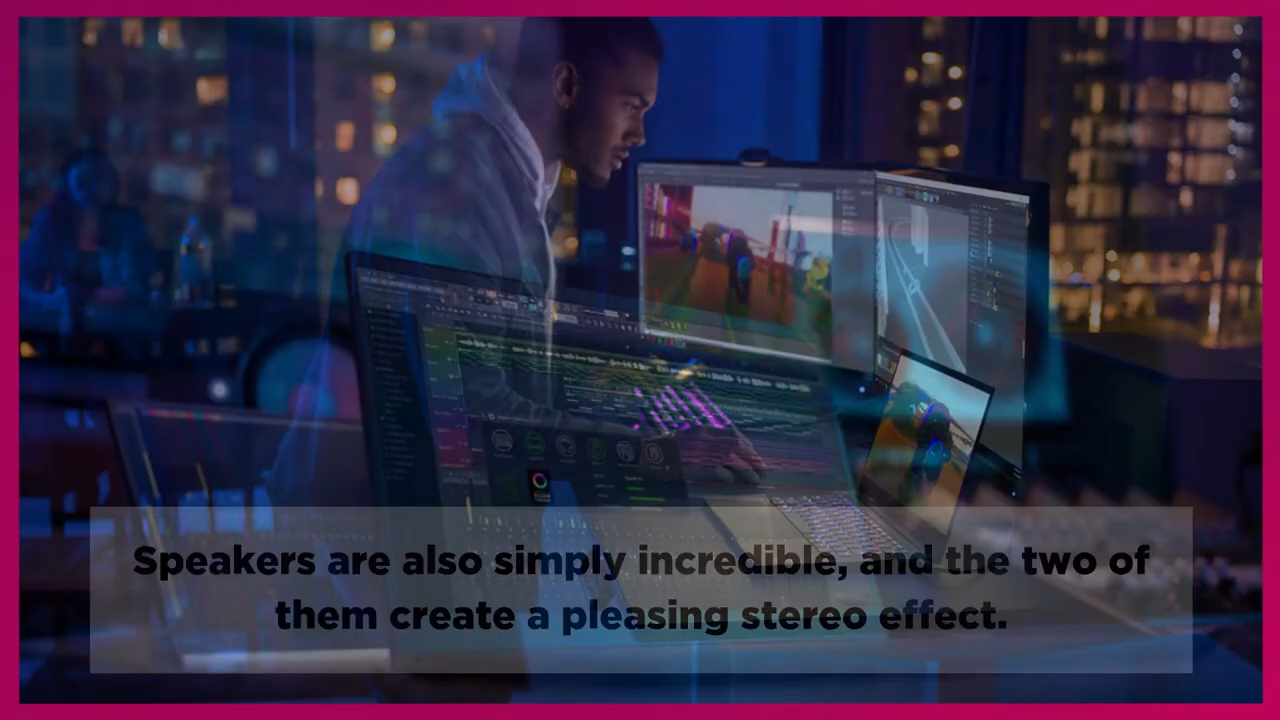 Speakers are also simply incredible, and the two of
them create a pleasing stereo effect.